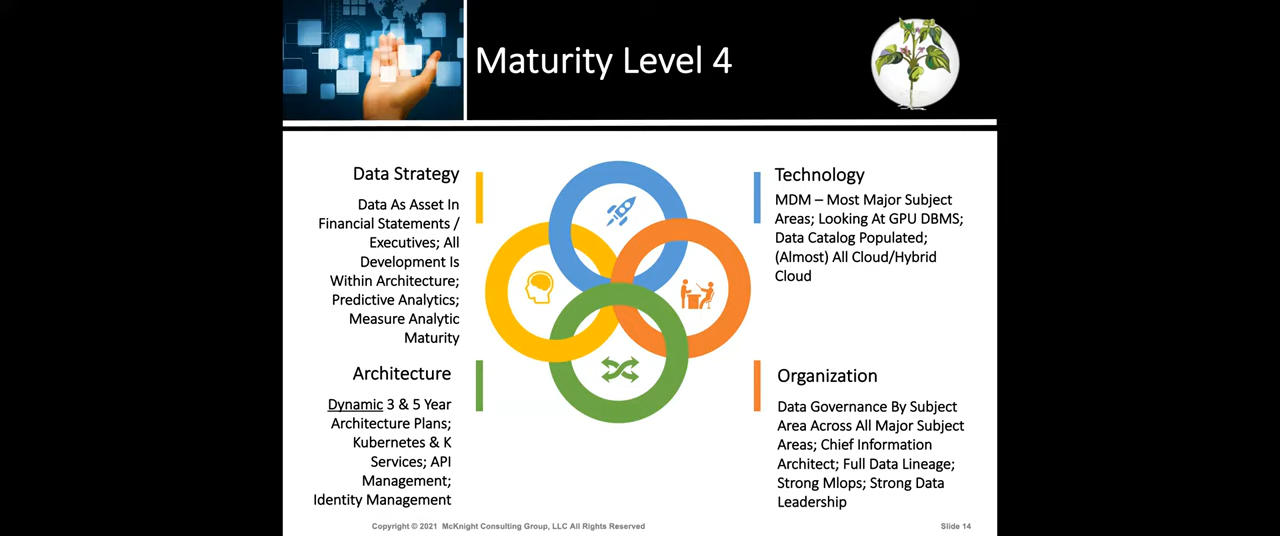 Maturity Level 4
Data Strategy
Data As Asset In
Financial Statements /
Executives; All
Development Is
Within Architecture;
Predictive Analytics;
Measure Analytic
Maturity
Technology
MDM – Most Major Subject
Areas; Looking At GPU DBMS;
Data Catalog Populated;
(Almost) All Cloud/Hybrid
Cloud
Architecture
Dynamic 3 & 5 Year
Architecture Plans;
Kubernetes & K
Services; API
Management;
Identity Management
Organization
Data Governance By Subject
Area Across All Major Subject
Areas; Chief Information
Architect; Full Data Lineage;
Strong Mlops; Strong Data
Leadership
Copyright © 2021 McKnight Consulting Group, LLC All Rights Reserved
Slide 14